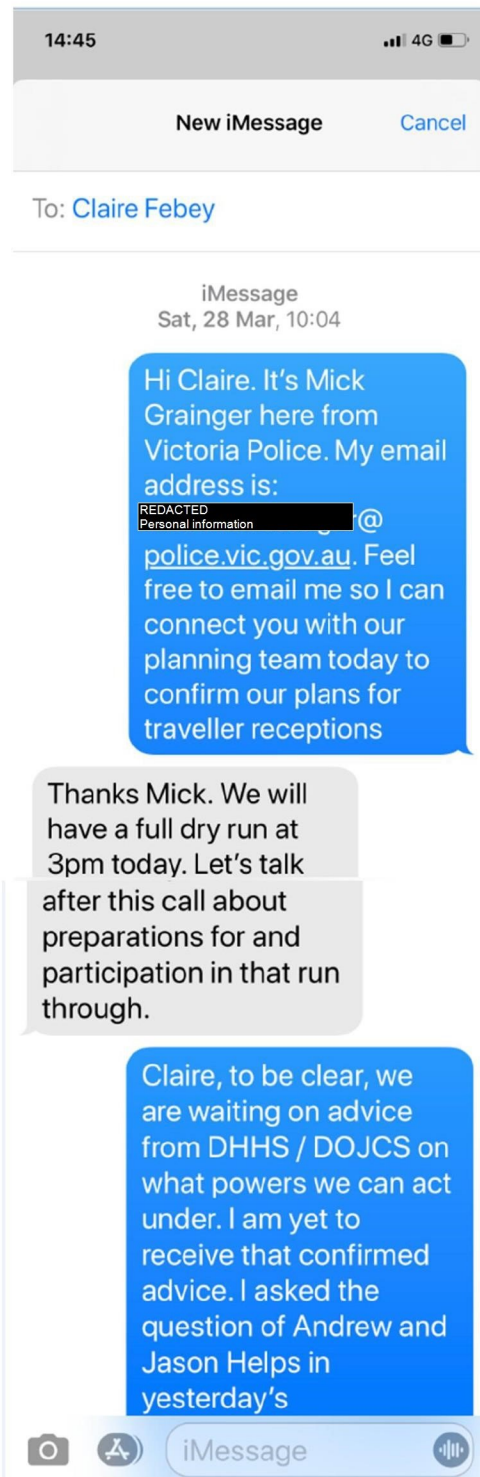 14:45
4G
New iMessage
Cancel
To: Claire Febey
iMessage
Sat, 28 Mar, 10:04
Hi Claire. It's Mick
Grainger here from
Victoria Police. My email
address is:
REDACTED
Personal information
@
police.vic.gov.au. Feel
free to email me so I can
connect you with our
planning team today to
confirm our plans for
traveller receptions
Thanks Mick. We will
have a full dry run at
3pm today. Let's talk
after this call about
preparations for and
participation in that run
through.
Claire, to be clear, we
are waiting on advice
from DHHS / DOJCS on
what powers we can act
under. I am yet to
receive that confirmed
advice. I asked the
question of Andrew and
Jason Helps in
yesterday's
iMessage